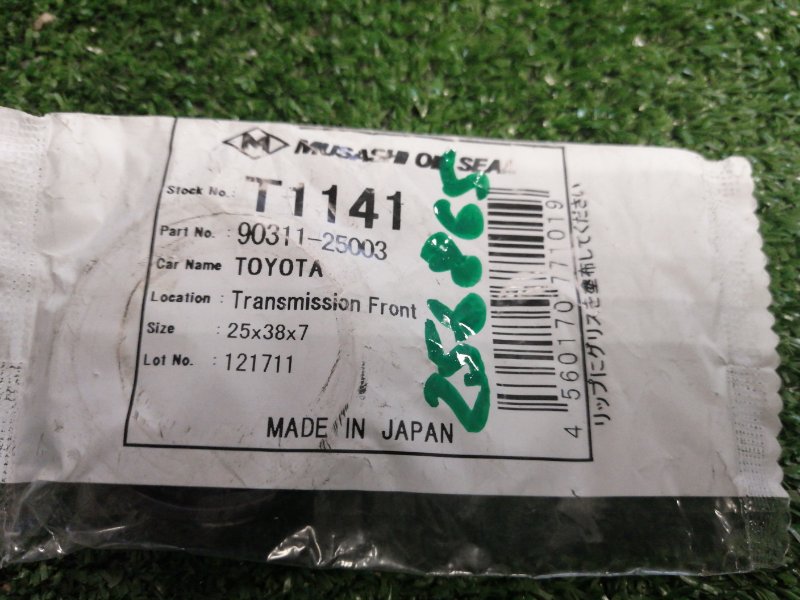 M MUSASHI OIL SEAL
Stock No.: T1141
Part No. : 90311-25003
Car Name TOYOTA
Location : Transmission Front
Size : 25x38x7
Lot No. : 121711
MADE IN JAPAN
4 560170 771019
リップにグリスを塗布してください